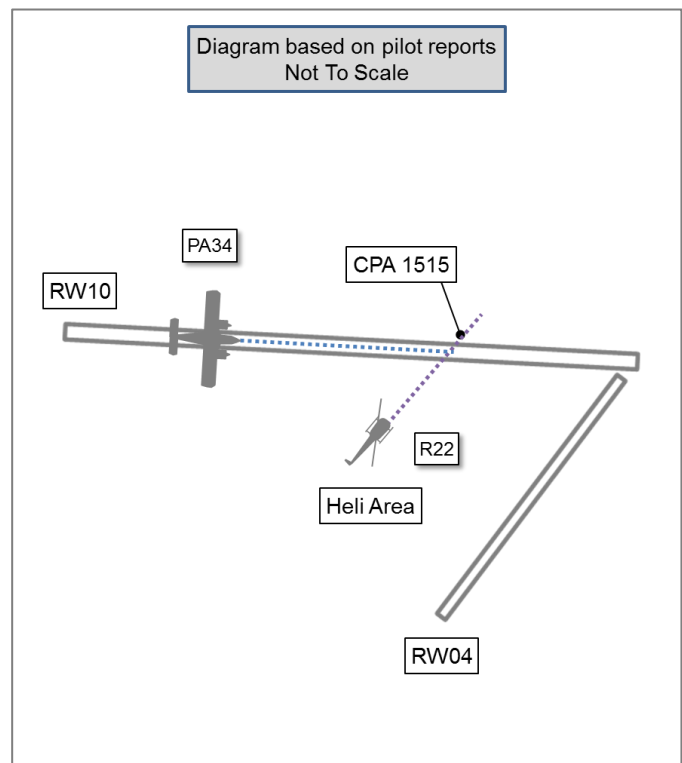 Diagram based on pilot reports
Not To Scale
PA34
CPA 1515
RW10
R22
Heli Area
RW04